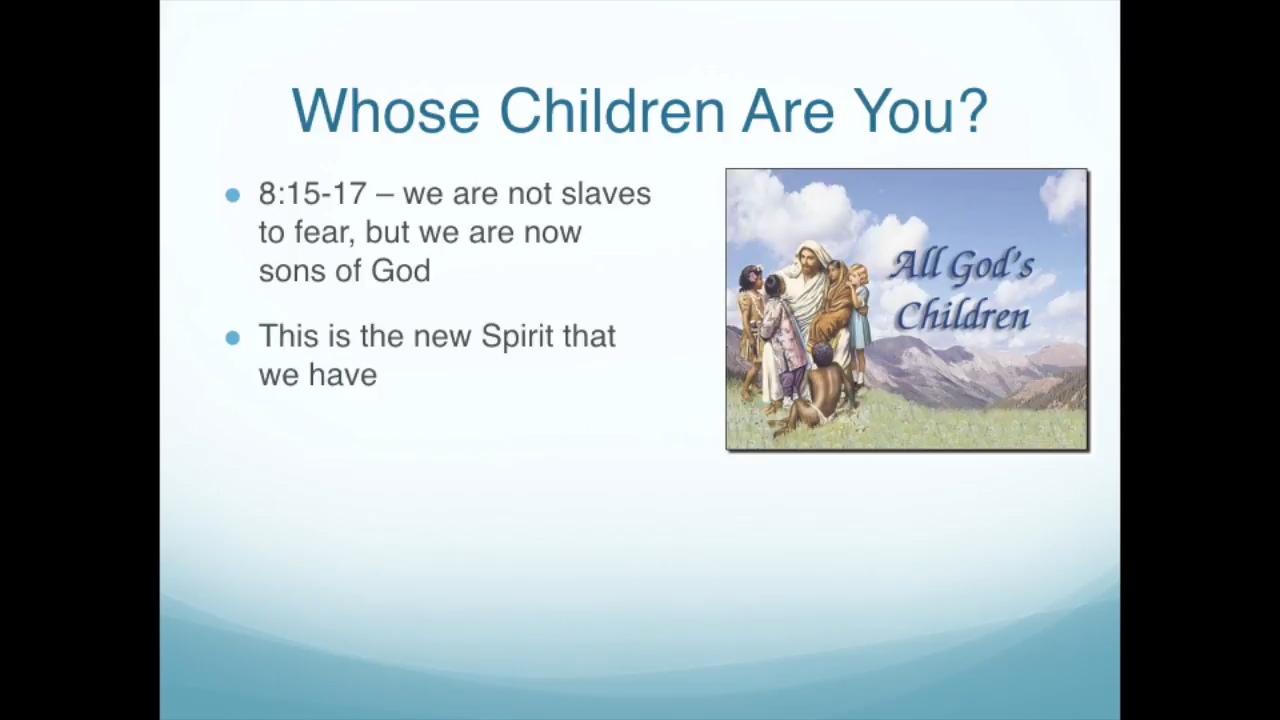 Whose Children Are You?
• 8:15-17 – we are not slaves
to fear, but we are now
sons of God
• This is the new Spirit that
we have
All God's
Children